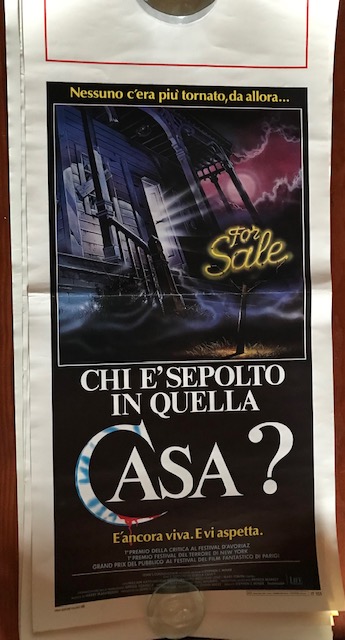 Nessuno c'era più tornato, da allora...
For
Sale
CHI E' SEPOLTO
IN QUELLA
CASA ?
E' ancora viva. E vi aspetta.
1° PREMIO DELLA CRITICA AL FESTIVAL D'AVORIAZ
1° PREMIO FESTIVAL DEL TERRORE DI NEW YORK
GRAND PRIX DEL PUBBLICO AL FESTIVAL DEL FILM FANTASTICO DI PARIGI